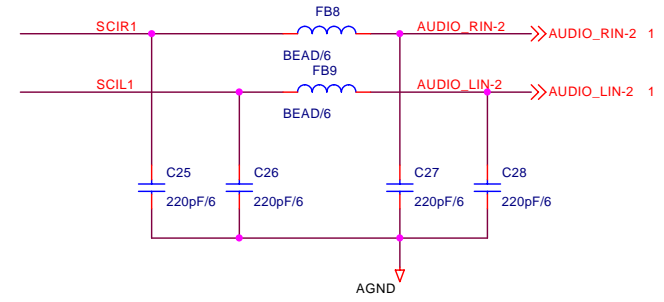 FB8
SCIR1
AUDIO_RIN-2
AUDIO_RIN-2 1
BEAD/6
FB9
SCIL1
AUDIO_LIN-2
AUDIO_LIN-2 1
BEAD/6
C25
C26
C27
C28
220pF/6
220pF/6
220pF/6
220pF/6
AGND